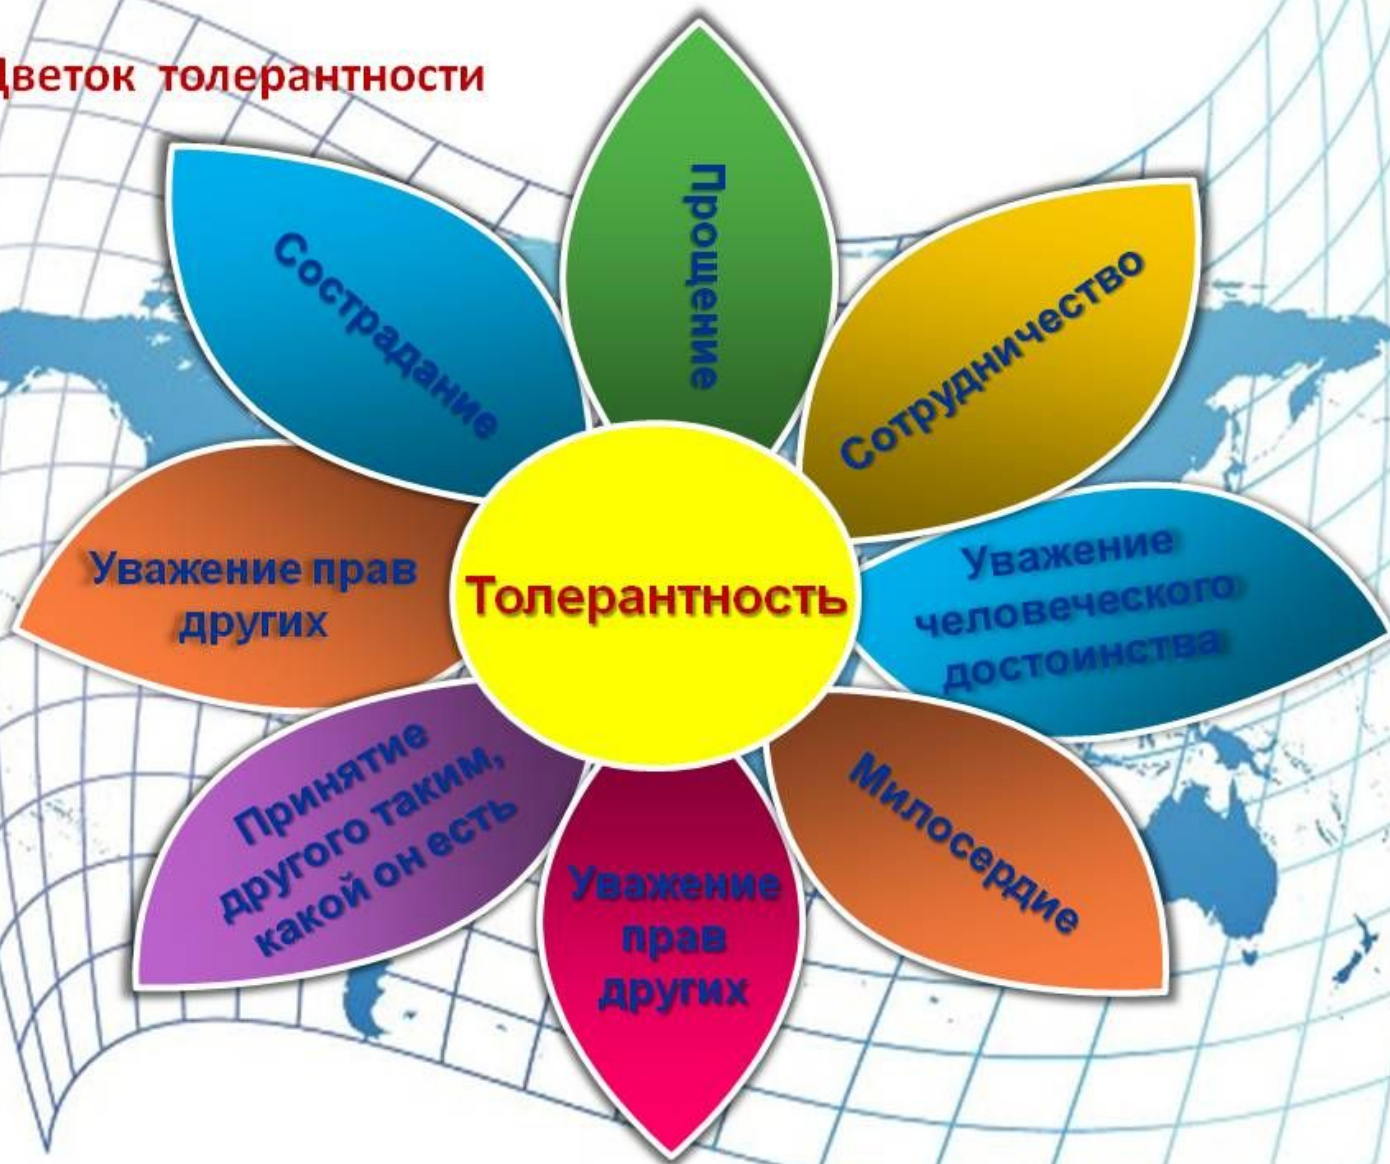 Цветок толерантности
Прощение
Сострадание
Сотрудничество
Уважение прав
других
Толерантность
Уважение
человеческого
достоинства
Принятие
другого таким,
какой он есть
Уважение
прав
других
Милосердие